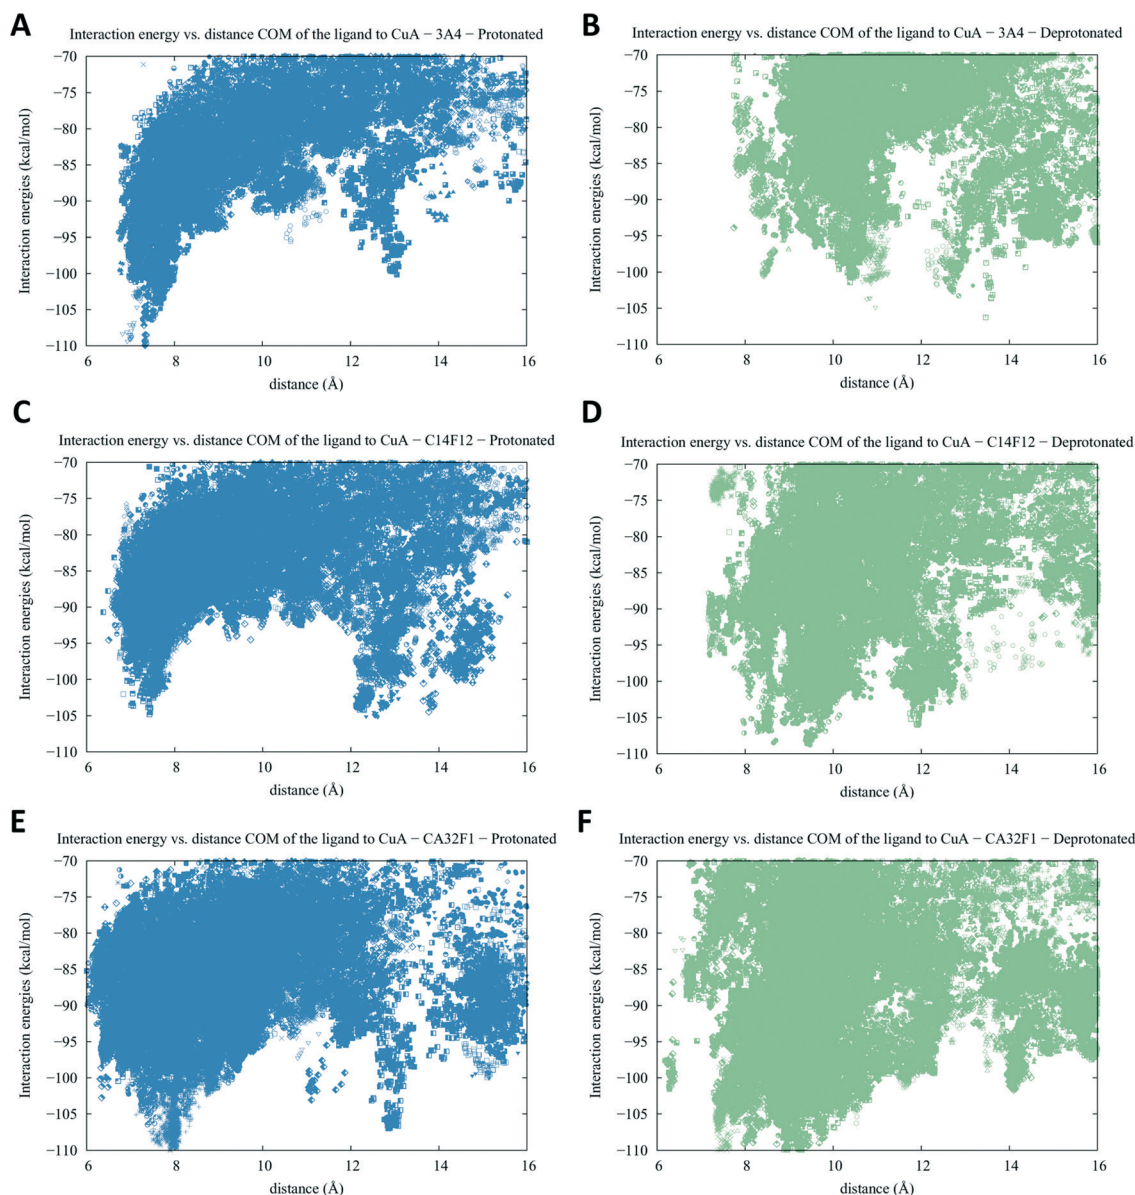 A
Interaction energy vs. distance COM of the ligand to CuA − 3A4 − Protonated
Interaction energies (kcal/mol)
−70
−75
−80
−85
−90
−95
−100
−105
−110
6 8 10 12 14 16
distance (Å)
B
Interaction energy vs. distance COM of the ligand to CuA − 3A4 − Deprotonated
Interaction energies (kcal/mol)
−70
−75
−80
−85
−90
−95
−100
−105
−110
6 8 10 12 14 16
distance (Å)
C
Interaction energy vs. distance COM of the ligand to CuA − C14F12 − Protonated
Interaction energies (kcal/mol)
−70
−75
−80
−85
−90
−95
−100
−105
−110
6 8 10 12 14 16
distance (Å)
D
Interaction energy vs. distance COM of the ligand to CuA − C14F12 − Deprotonated
Interaction energies (kcal/mol)
−70
−75
−80
−85
−90
−95
−100
−105
−110
6 8 10 12 14 16
distance (Å)
E
Interaction energy vs. distance COM of the ligand to CuA − CA32F1 − Protonated
Interaction energies (kcal/mol)
−70
−75
−80
−85
−90
−95
−100
−105
−110
6 8 10 12 14 16
distance (Å)
F
Interaction energy vs. distance COM of the ligand to CuA − CA32F1 − Deprotonated
Interaction energies (kcal/mol)
−70
−75
−80
−85
−90
−95
−100
−105
−110
6 8 10 12 14 16
distance (Å)